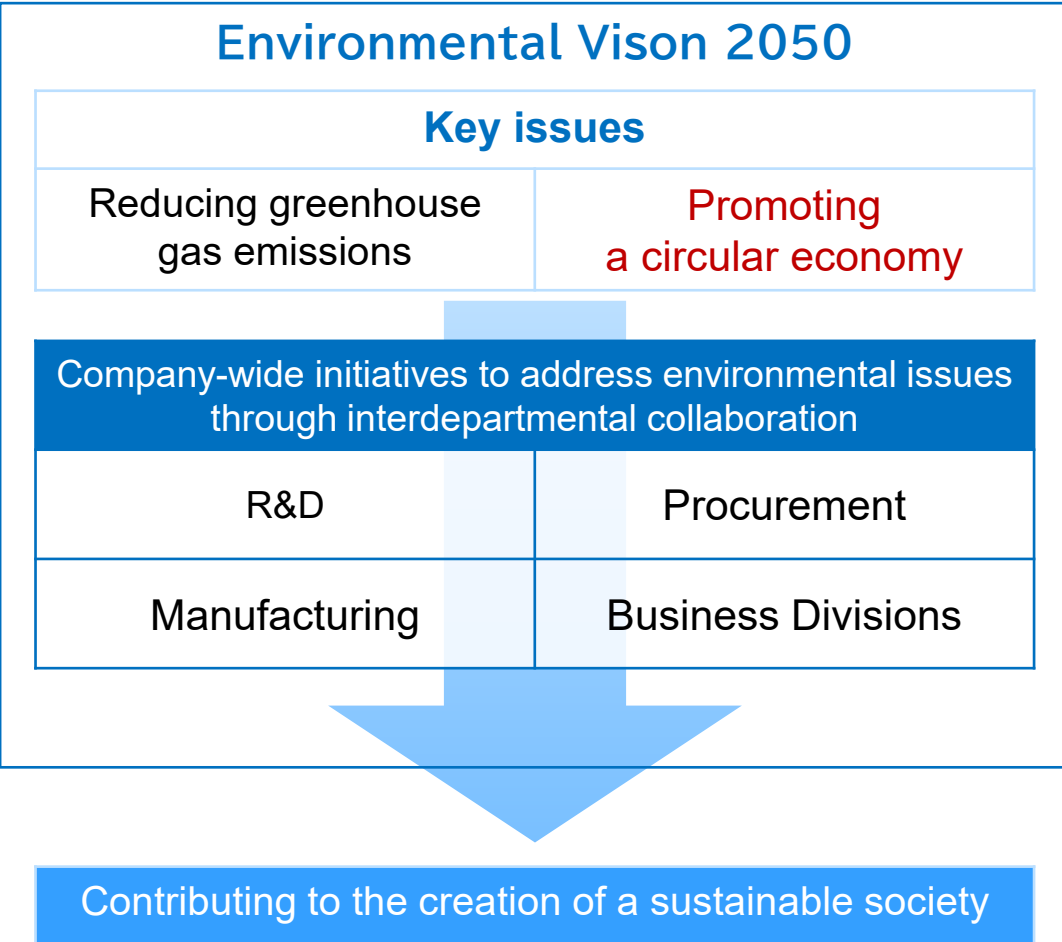 Environmental Vison 2050
Key issues
Reducing greenhouse
gas emissions
Promoting
a circular economy
Company-wide initiatives to address environmental issues
through interdepartmental collaboration
R&D
Procurement
Manufacturing
Business Divisions
Contributing to the creation of a sustainable society